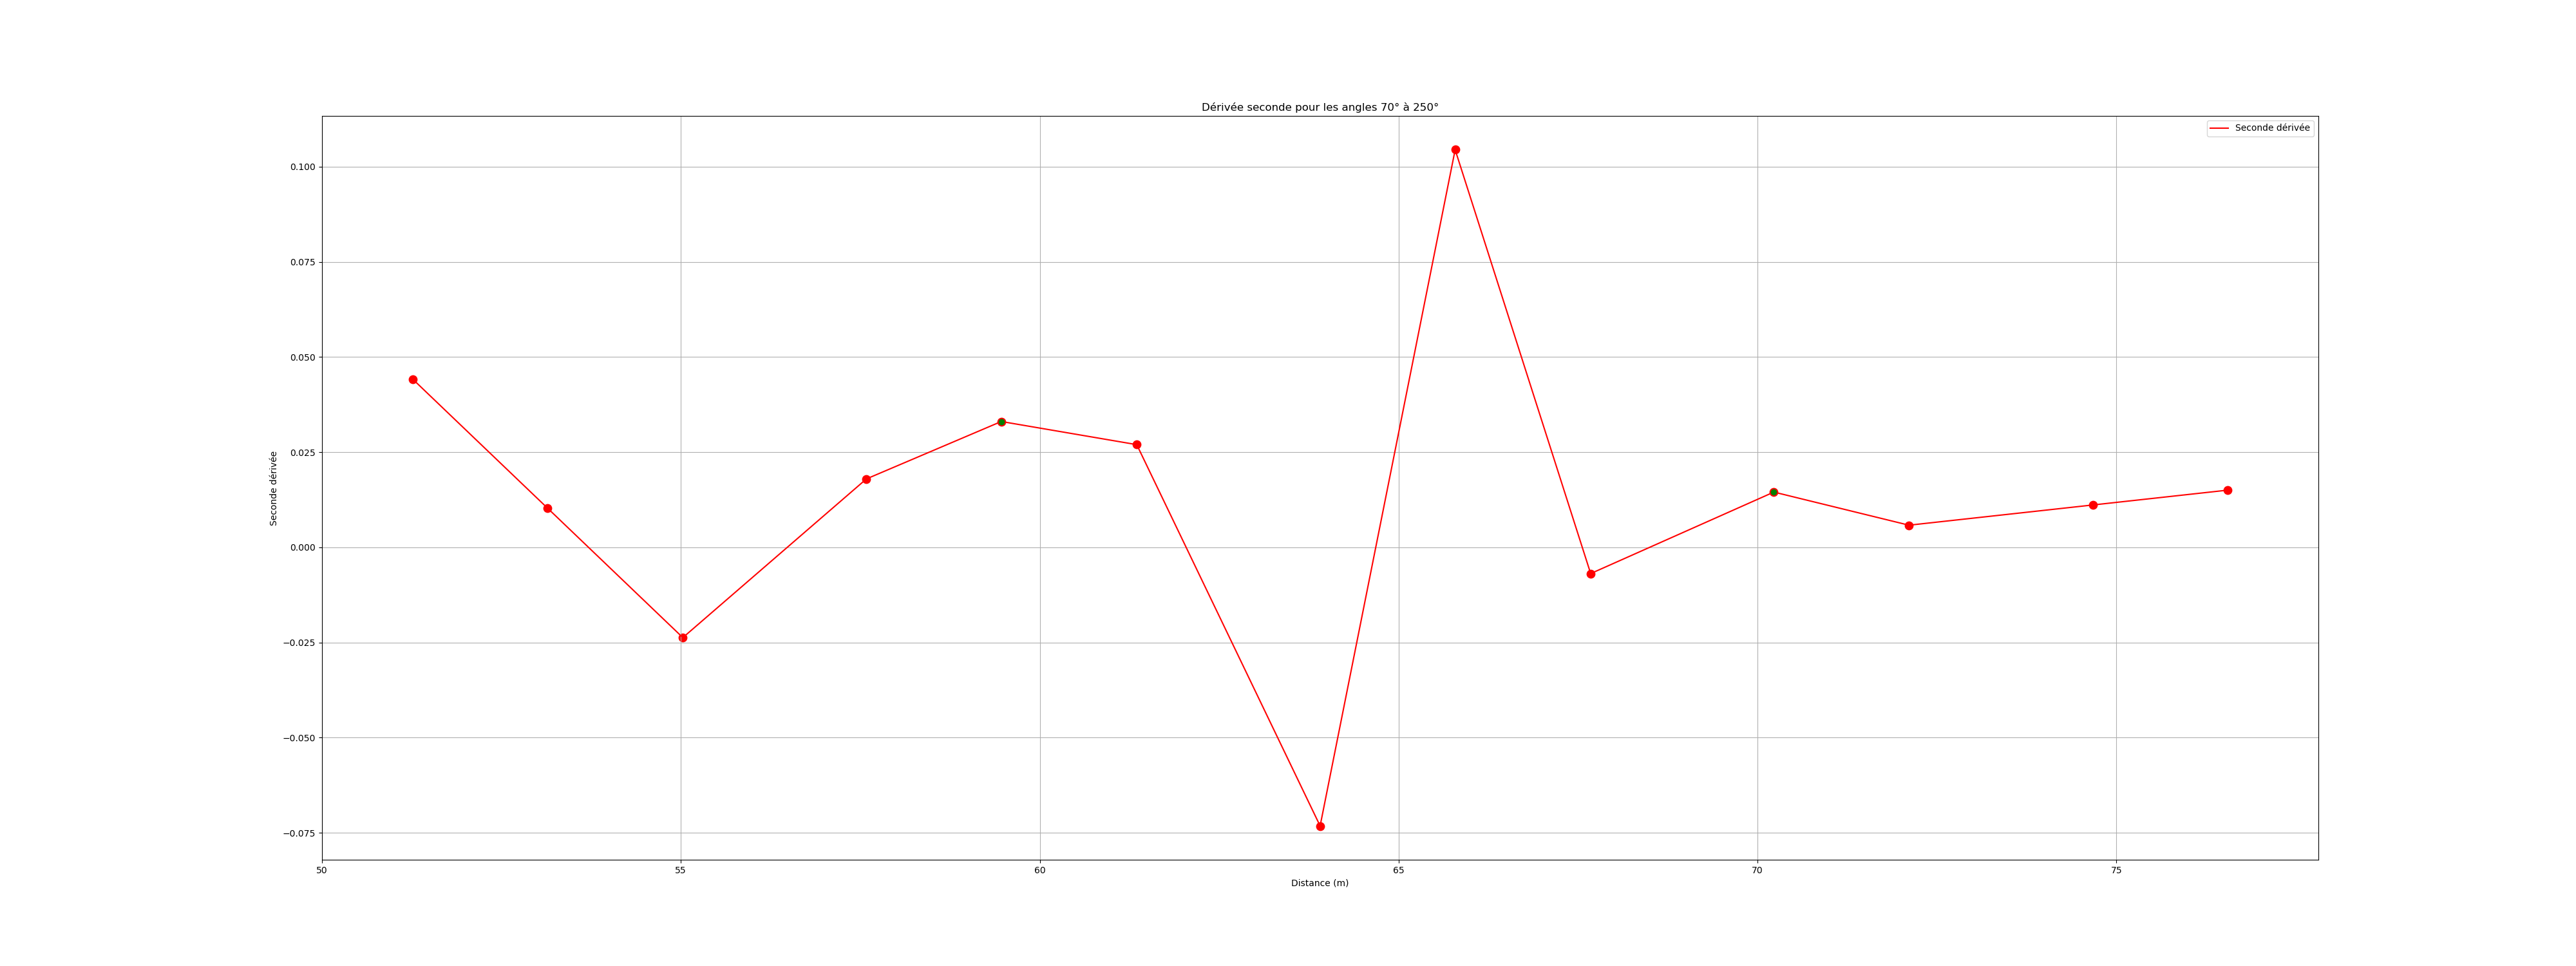 Dérivée seconde pour les angles 70° à 250°
Seconde dérivée
0.100
0.075
0.050
0.025
0.000
−0.025
−0.050
−0.075
Seconde dérivée
50 55 60 65 70 75
Distance (m)